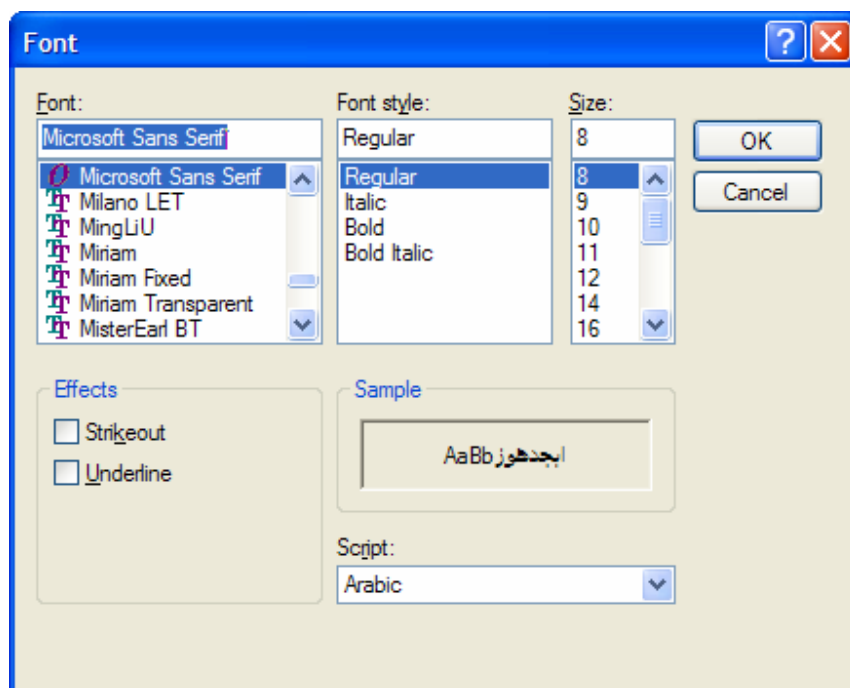 Font
Font:
Microsoft Sans Serif
Microsoft Sans Serif
Milano LET
MingLiU
Miriam
Miriam Fixed
Miriam Transparent
MisterEarl BT
Font style:
Regular
Regular
Italic
Bold
Bold Italic
Size:
8
8
9
10
11
12
14
16
OK
Cancel
Effects
Strikeout
Underline
Sample
AaBbابجدهوز
Script:
Arabic